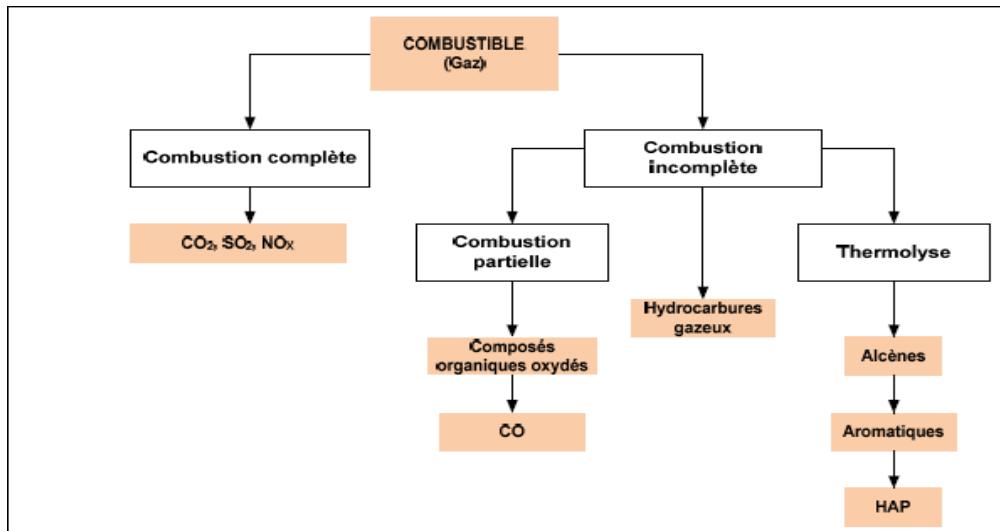 COMBUSTIBLE
(Gaz)
Combustion complète
Combustion
incomplète
CO₂, SO₂, NOₓ
Combustion
partielle
Thermolyse
Hydrocarbures
gazeux
Composés
organiques oxydés
Alcènes
CO
Aromatiques
HAP